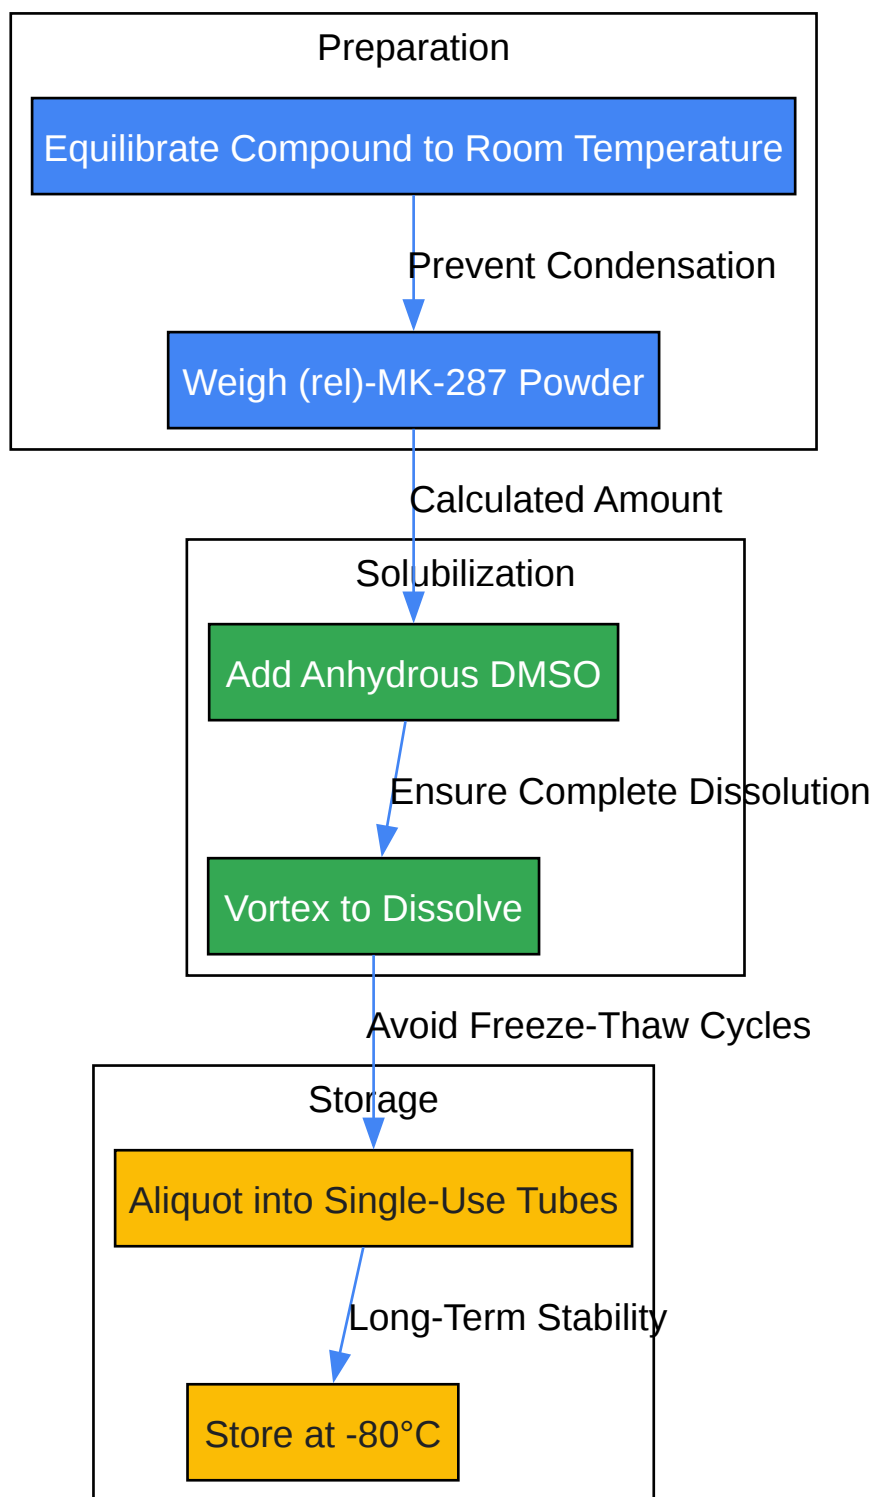 Preparation
Equilibrate Compound to Room Temperature
Prevent Condensation
Weigh (rel)-MK-287 Powder
Calculated Amount
Solubilization
Add Anhydrous DMSO
Ensure Complete Dissolution
Vortex to Dissolve
Avoid Freeze-Thaw Cycles
Storage
Aliquot into Single-Use Tubes
Long-Term Stability
Store at -80°C